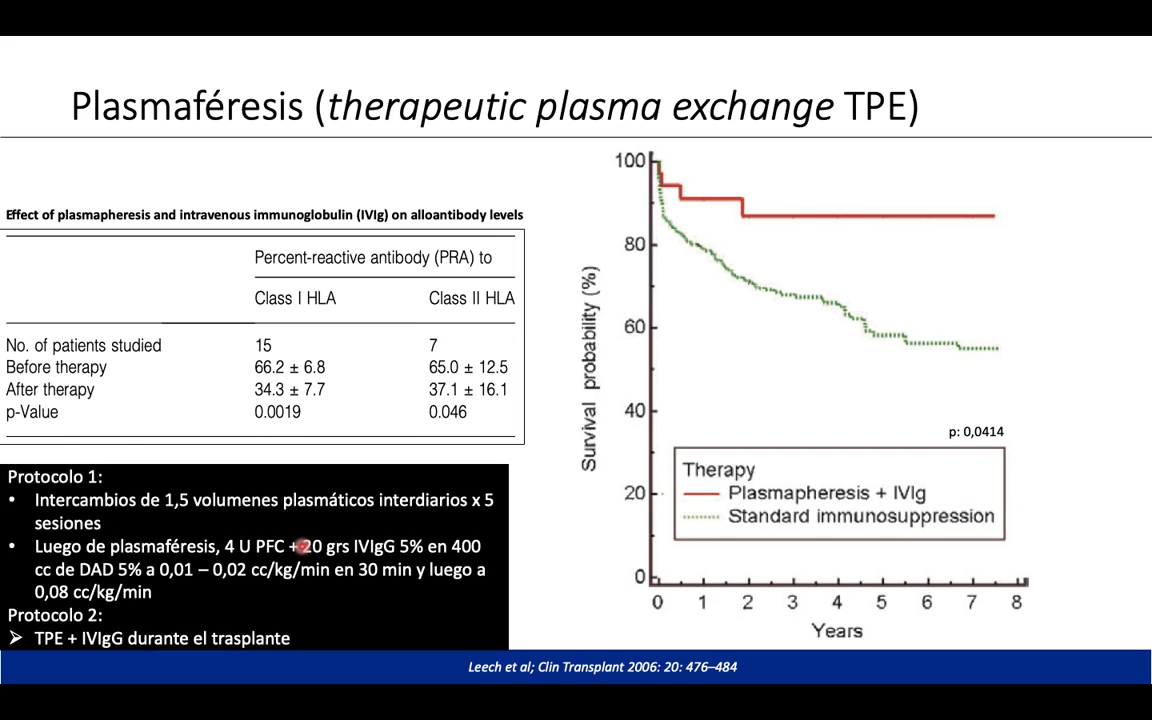 Plasmaféresis (therapeutic plasma exchange TPE)
Effect of plasmapheresis and intravenous immunoglobulin (IVIg) on alloantibody levels
Percent-reactive antibody (PRA) to
Class I HLA Class II HLA
No. of patients studied 15 7
Before therapy 66.2 ± 6.8 65.0 ± 12.5
After therapy 34.3 ± 7.7 37.1 ± 16.1
p-Value 0.0019 0.046
Protocolo 1:
• Intercambios de 1,5 volumenes plasmáticos interdiarios x 5
sesiones
• Luego de plasmaféresis, 4 U PFC + 20 grs IVIgG 5% en 400
cc de DAD 5% a 0,01 – 0,02 cc/kg/min en 30 min y luego a
0,08 cc/kg/min
Protocolo 2:
➢ TPE + IVIgG durante el trasplante
Survival probability (%)
100
80
60
40
20
0
p: 0,0414
Therapy
Plasmapheresis + IVIg
Standard immunosuppression
0 1 2 3 4 5 6 7 8
Years
Leech et al; Clin Transplant 2006: 20: 476–484